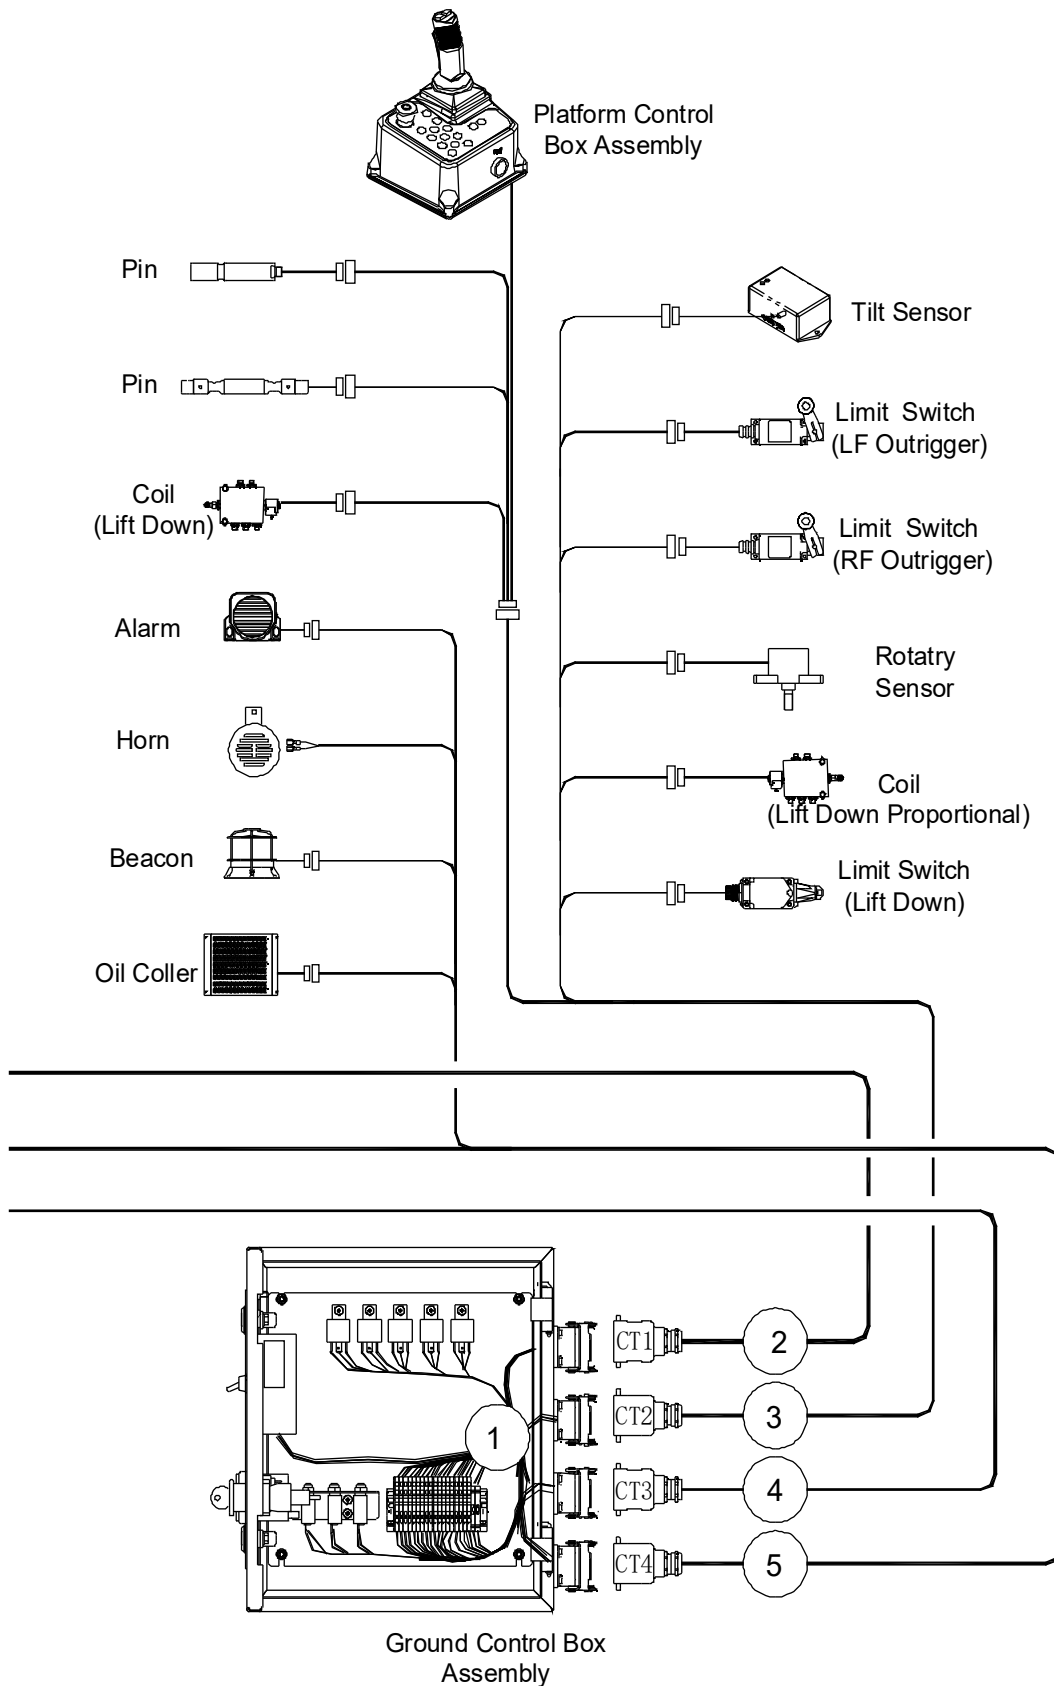 Platform Control
Box Assembly
Pin
Tilt Sensor
Pin
Limit Switch
(LF Outrigger)
Coil
(Lift Down)
Limit Switch
(RF Outrigger)
Alarm
Rotatry
Sensor
Horn
Coil
(Lift Down Proportional)
Beacon
Limit Switch
(Lift Down)
Oil Coller
CT1
2
CT2
3
1
CT3
4
CT4
5
Ground Control Box
Assembly